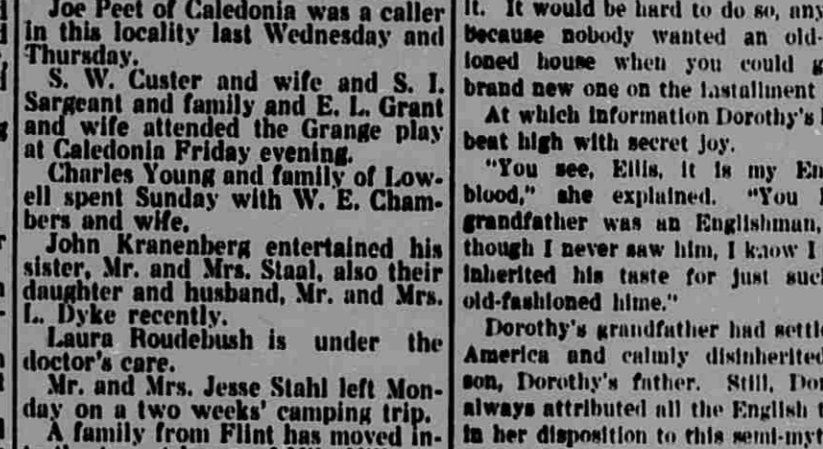 Joe Peet of Caledonia was a caller
in this locality last Wednesday and
Thursday.
S. W. Custer and wife and S. I.
Sargeant and family and E. L. Grant
and wife attended the Grange play
at Caledonia Friday evening.
Charles Young and family of Low-
ell spent Sunday with W. E. Cham-
bers and wife.
John Kranenberg entertained his
sister, Mr. and Mrs. Staal, also their
daughter and husband, Mr. and Mrs.
L. Dyke recently.
Laura Roudebush is under the
doctor's care.
Mr. and Mrs. Jesse Stahl left Mon-
day on a two weeks' camping trip.
A family from Flint has moved in-
it. It would be hard to do so, any
because nobody wanted an old-
ioned house when you could g
brand new one on the installment
At which information Dorothy's
beat high with secret joy.
"You see, Ellis, it is my En
blood," she explained. "You
grandfather was an Englishman,
though I never saw him, I know I
inherited his taste for just suc
old-fashioned hime."
Dorothy's grandfather had settl
America and calmly disinherited
son, Dorothy's father. Still, Do
always attributed all the English t
in her disposition to this semi-myt